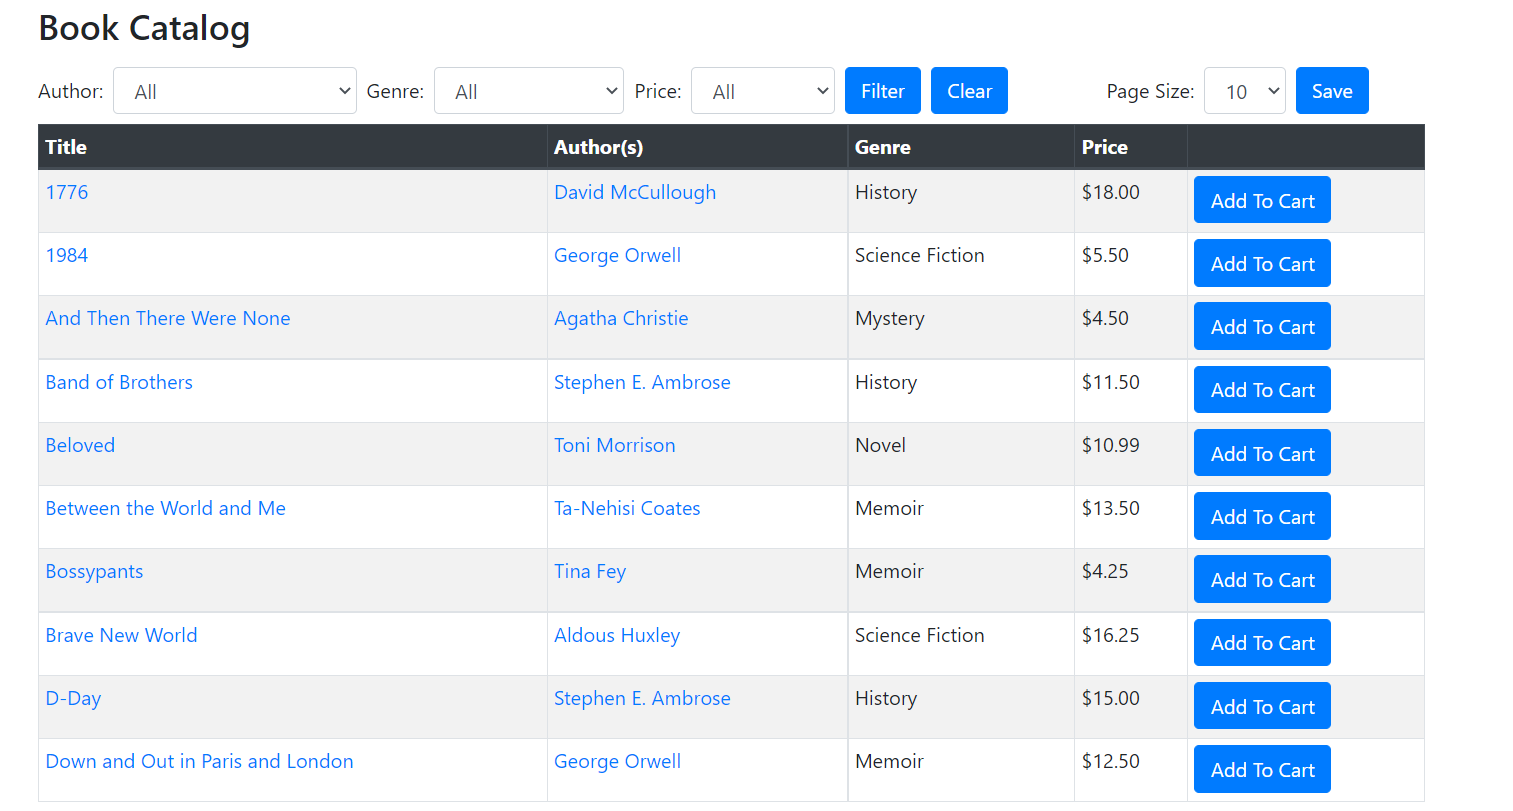 Book Catalog
Author: All Genre: All Price: All Filter Clear Page Size: 10 Save
Title Author(s) Genre Price
1776 David McCullough History $18.00 Add To Cart
1984 George Orwell Science Fiction $5.50 Add To Cart
And Then There Were None Agatha Christie Mystery $4.50 Add To Cart
Band of Brothers Stephen E. Ambrose History $11.50 Add To Cart
Beloved Toni Morrison Novel $10.99 Add To Cart
Between the World and Me Ta-Nehisi Coates Memoir $13.50 Add To Cart
Bossypants Tina Fey Memoir $4.25 Add To Cart
Brave New World Aldous Huxley Science Fiction $16.25 Add To Cart
D-Day Stephen E. Ambrose History $15.00 Add To Cart
Down and Out in Paris and London George Orwell Memoir $12.50 Add To Cart